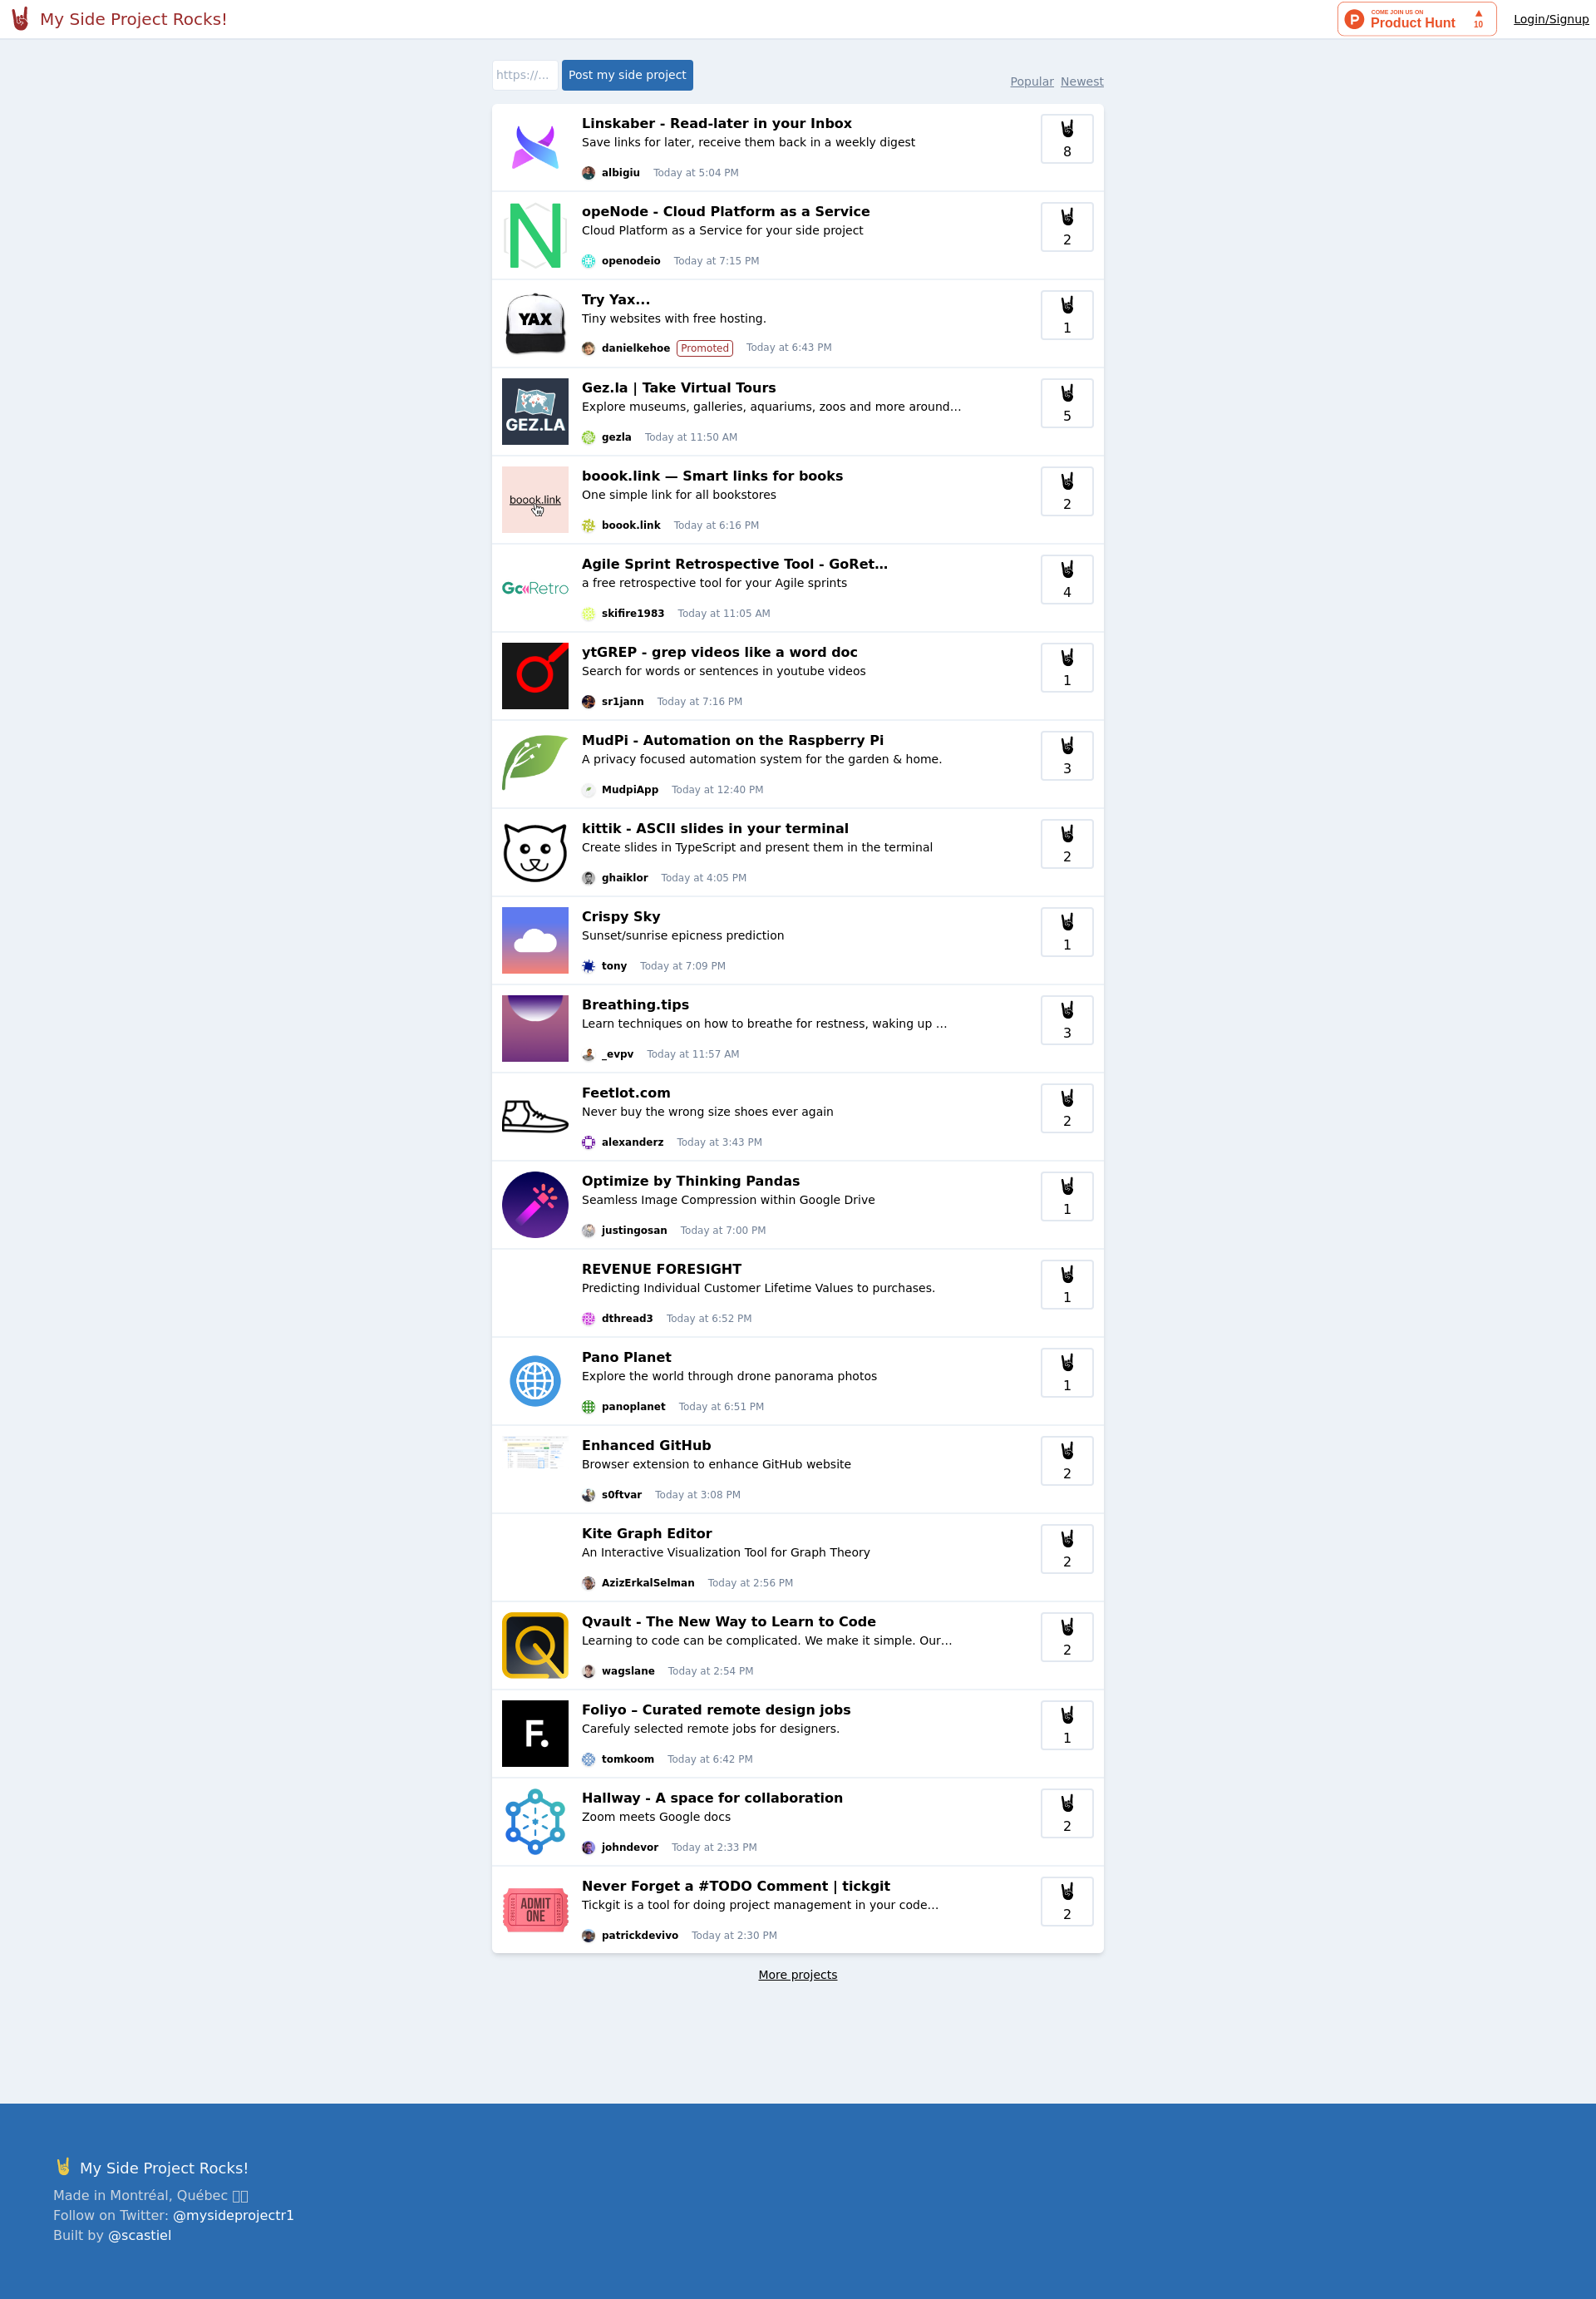 My Side Project Rocks!
COME JOIN US ON
Product Hunt
▲
10
Login/Signup
https://...
Post my side project
Popular Newest
Linskaber - Read-later in your Inbox
Save links for later, receive them back in a weekly digest
albigiu Today at 5:04 PM
8
opeNode - Cloud Platform as a Service
Cloud Platform as a Service for your side project
openodeio Today at 7:15 PM
2
YAX
Try Yax...
Tiny websites with free hosting.
danielkehoe Promoted Today at 6:43 PM
1
GEZ.LA
Gez.la | Take Virtual Tours
Explore museums, galleries, aquariums, zoos and more around...
gezla Today at 11:50 AM
5
boook.link
boook.link — Smart links for books
One simple link for all bookstores
boook.link Today at 6:16 PM
2
GoRetro
Agile Sprint Retrospective Tool - GoRet...
a free retrospective tool for your Agile sprints
skifire1983 Today at 11:05 AM
4
ytGREP - grep videos like a word doc
Search for words or sentences in youtube videos
sr1jann Today at 7:16 PM
1
MudPi - Automation on the Raspberry Pi
A privacy focused automation system for the garden & home.
MudpiApp Today at 12:40 PM
3
kittik - ASCII slides in your terminal
Create slides in TypeScript and present them in the terminal
ghaiklor Today at 4:05 PM
2
Crispy Sky
Sunset/sunrise epicness prediction
tony Today at 7:09 PM
1
Breathing.tips
Learn techniques on how to breathe for restness, waking up ...
_evpv Today at 11:57 AM
3
Feetlot.com
Never buy the wrong size shoes ever again
alexanderz Today at 3:43 PM
2
Optimize by Thinking Pandas
Seamless Image Compression within Google Drive
justingosan Today at 7:00 PM
1
REVENUE FORESIGHT
Predicting Individual Customer Lifetime Values to purchases.
dthread3 Today at 6:52 PM
1
Pano Planet
Explore the world through drone panorama photos
panoplanet Today at 6:51 PM
1
Enhanced GitHub
Browser extension to enhance GitHub website
s0ftvar Today at 3:08 PM
2
Kite Graph Editor
An Interactive Visualization Tool for Graph Theory
AzizErkalSelman Today at 2:56 PM
2
Qvault - The New Way to Learn to Code
Learning to code can be complicated. We make it simple. Our...
wagslane Today at 2:54 PM
2
F.
Foliyo – Curated remote design jobs
Carefuly selected remote jobs for designers.
tomkoom Today at 6:42 PM
1
Hallway - A space for collaboration
Zoom meets Google docs
johndevor Today at 2:33 PM
2
ADMIT
ONE
Never Forget a #TODO Comment | tickgit
Tickgit is a tool for doing project management in your code...
patrickdevivo Today at 2:30 PM
2
More projects
My Side Project Rocks!
Made in Montréal, Québec
Follow on Twitter: @mysideprojectr1
Built by @scastiel